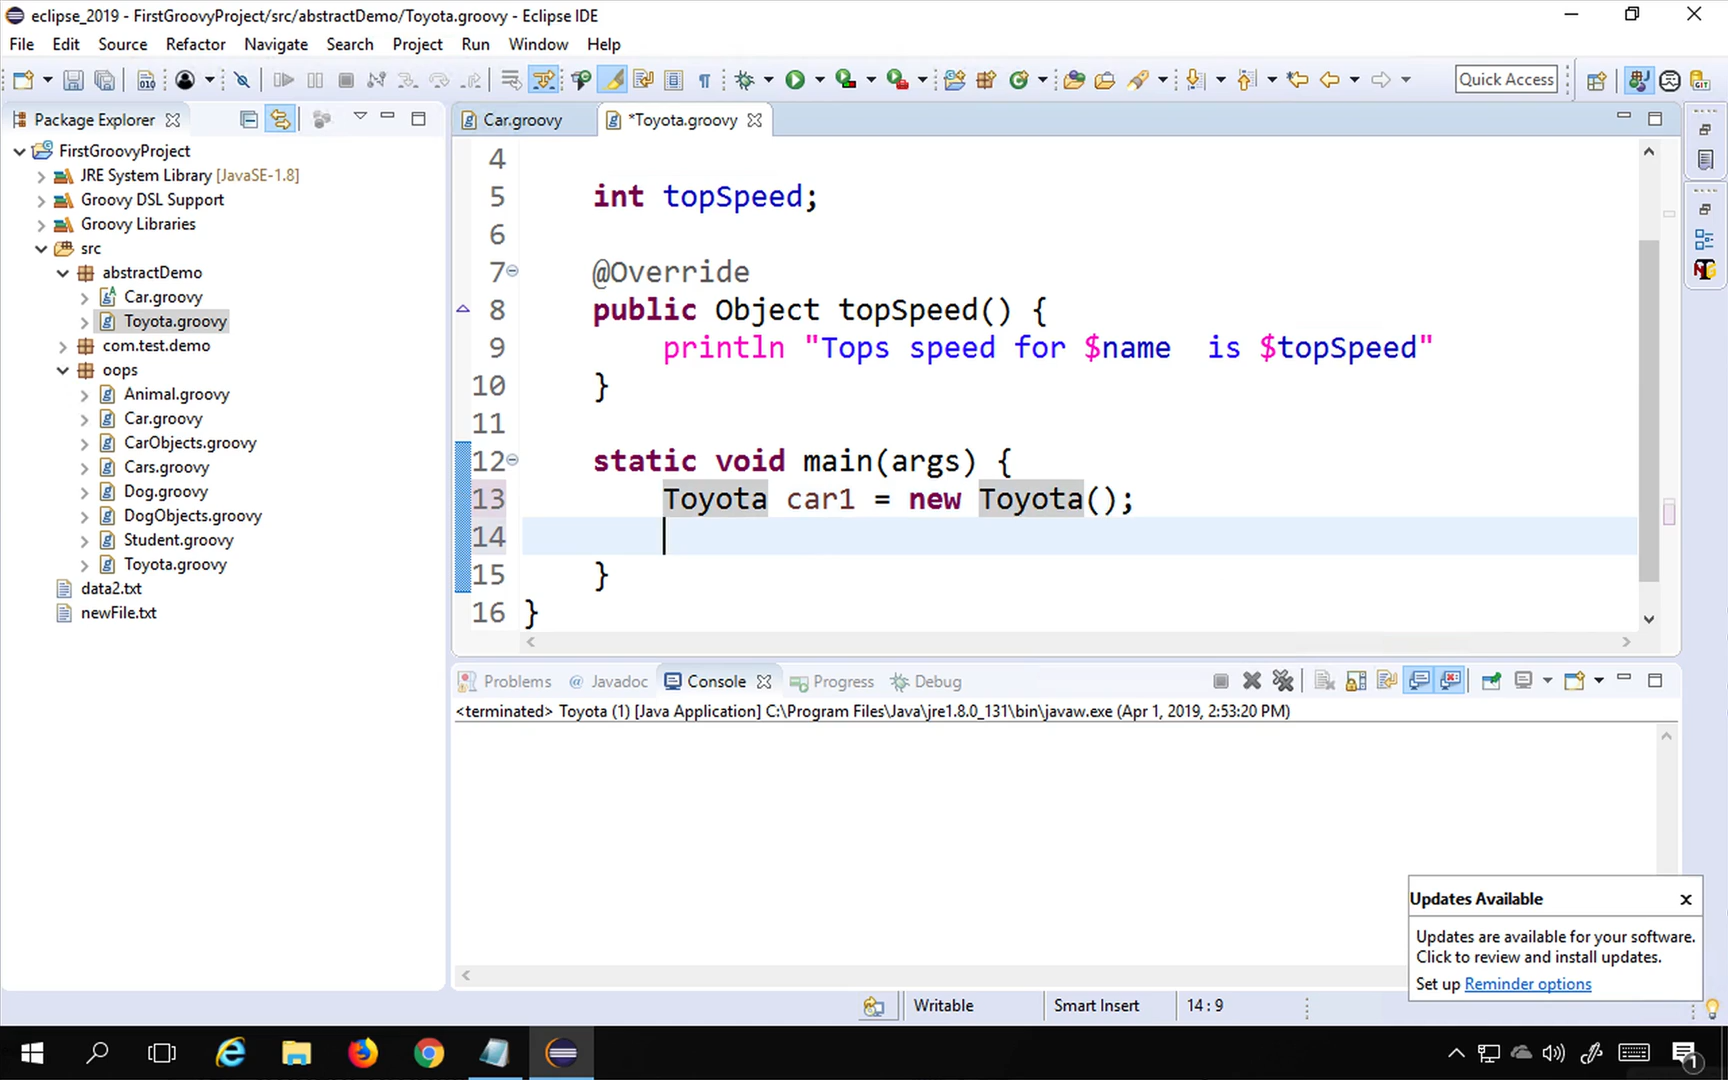 eclipse_2019 - FirstGroovyProject/src/abstractDemo/Toyota.groovy - Eclipse IDE
File Edit Source Refactor Navigate Search Project Run Window Help
Quick Access
Package Explorer
FirstGroovyProject
JRE System Library [JavaSE-1.8]
Groovy DSL Support
Groovy Libraries
src
abstractDemo
Car.groovy
Toyota.groovy
com.test.demo
oops
Animal.groovy
Car.groovy
CarObjects.groovy
Cars.groovy
Dog.groovy
DogObjects.groovy
Student.groovy
Toyota.groovy
data2.txt
newFile.txt
Car.groovy *Toyota.groovy
4
5 int topSpeed;
6
7 @Override
8 public Object topSpeed() {
9 println "Tops speed for $name  is $topSpeed"
10 }
11
12 static void main(args) {
13 Toyota car1 = new Toyota();
14
15 }
16 }
Problems @ Javadoc Console Progress Debug
<terminated> Toyota (1) [Java Application] C:\Program Files\Java\jre1.8.0_131\bin\javaw.exe (Apr 1, 2019, 2:53:20 PM)
Updates Available
Updates are available for your software.
Click to review and install updates.
Set up Reminder options
Writable Smart Insert 14 : 9
1